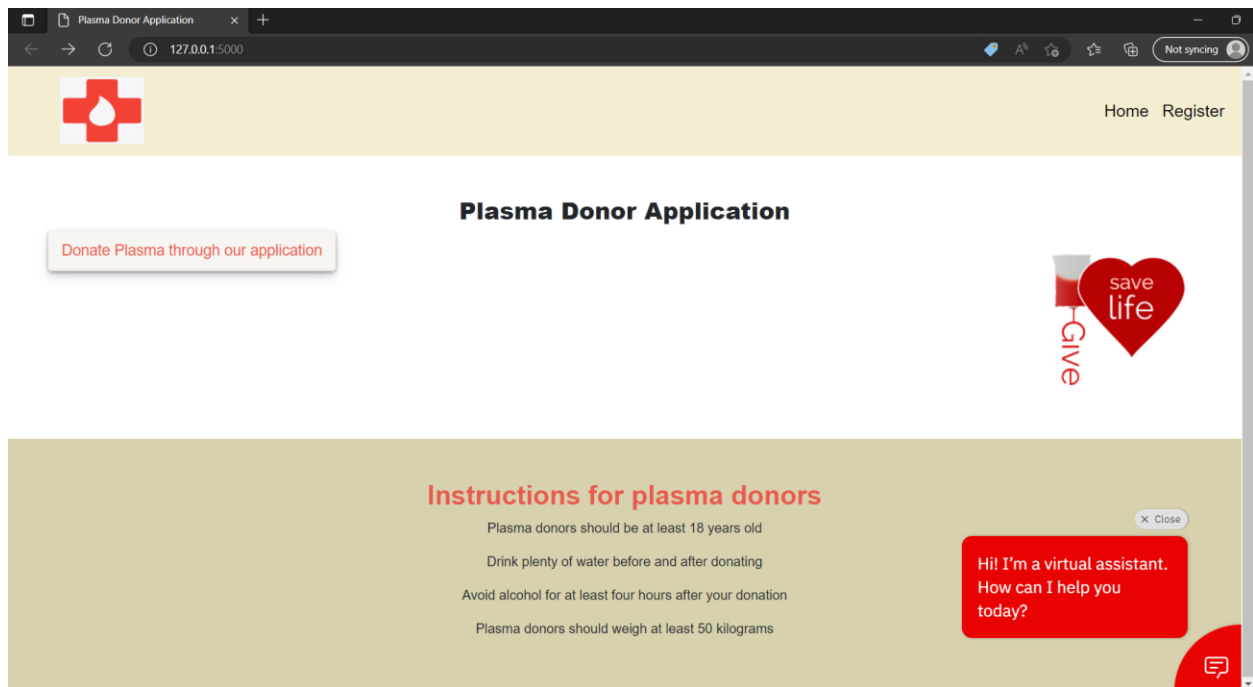 Plasma Donor Application
127.0.0.1:5000
Not syncing
Home Register
Plasma Donor Application
Donate Plasma through our application
save
life
Give
Instructions for plasma donors
Plasma donors should be at least 18 years old
Drink plenty of water before and after donating
Avoid alcohol for at least four hours after your donation
Plasma donors should weigh at least 50 kilograms
Close
Hi! I'm a virtual assistant.
How can I help you
today?